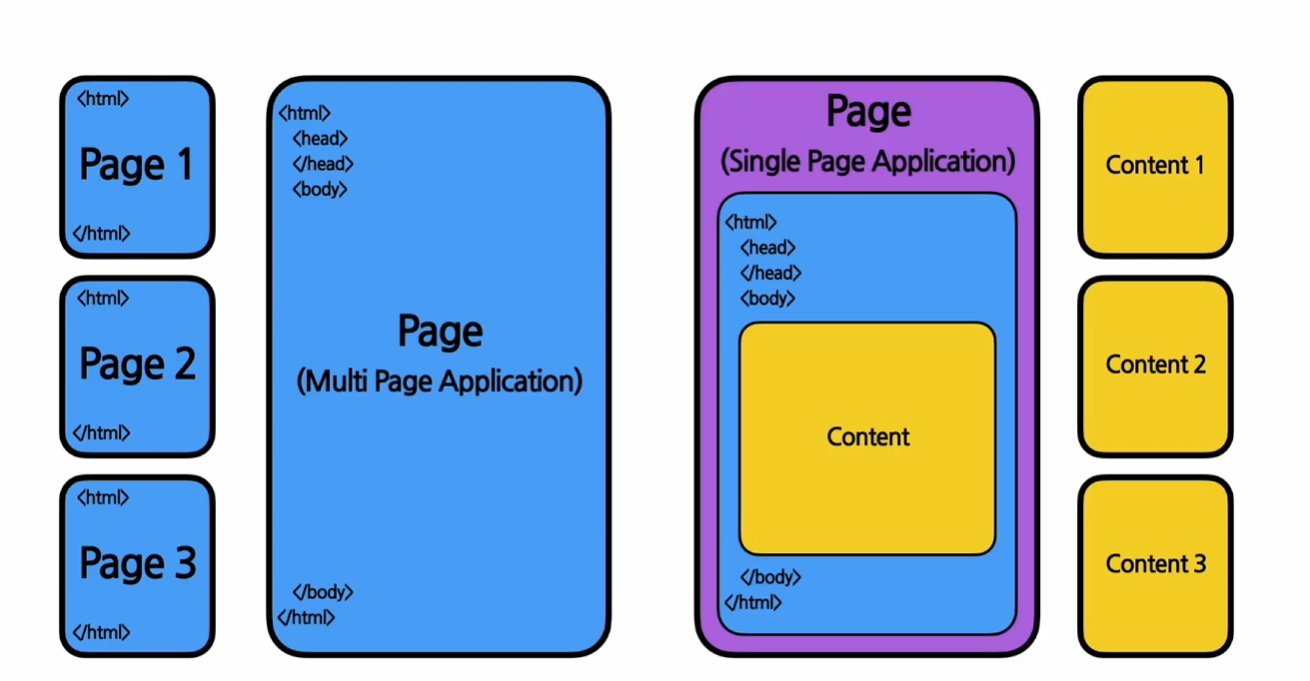 <html>
Page 1
</html>
<html>
Page 2
</html>
<html>
Page 3
</html>
<html>
<head>
</head>
<body>
Page
(Multi Page Application)
</body>
</html>
Page
(Single Page Application)
<html>
<head>
</head>
<body>
Content
</body>
</html>
Content 1
Content 2
Content 3